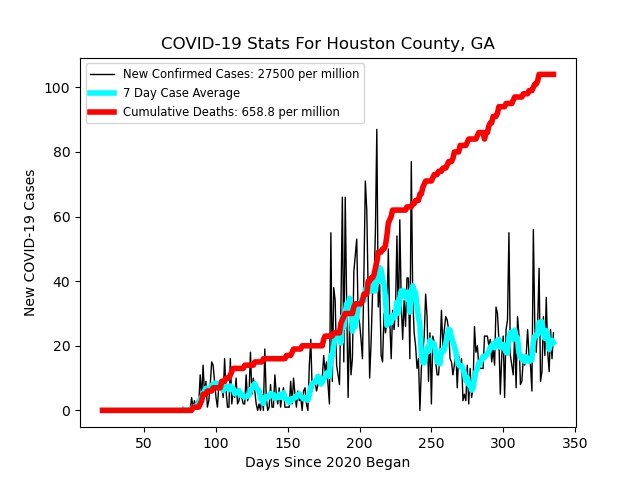 COVID-19 Stats For Houston County, GA
New Confirmed Cases: 27500 per million
7 Day Case Average
Cumulative Deaths: 658.8 per million
New COVID-19 Cases
100
80
60
40
20
0
50
100
150
200
250
300
350
Days Since 2020 Began